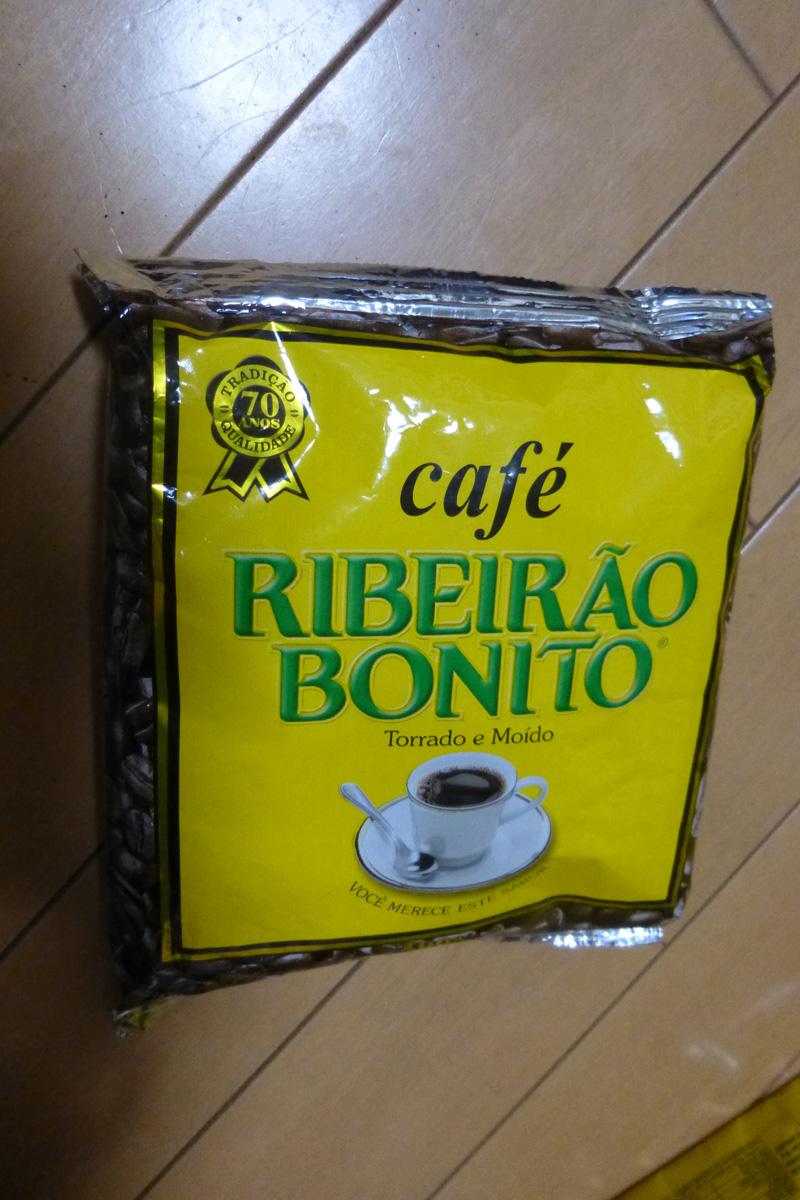 TRADIÇÃO
70
ANOS
QUALIDADE
café
RIBEIRÃO
BONITO®
Torrado e Moído
VOCÊ MERECE ESTE SABOR